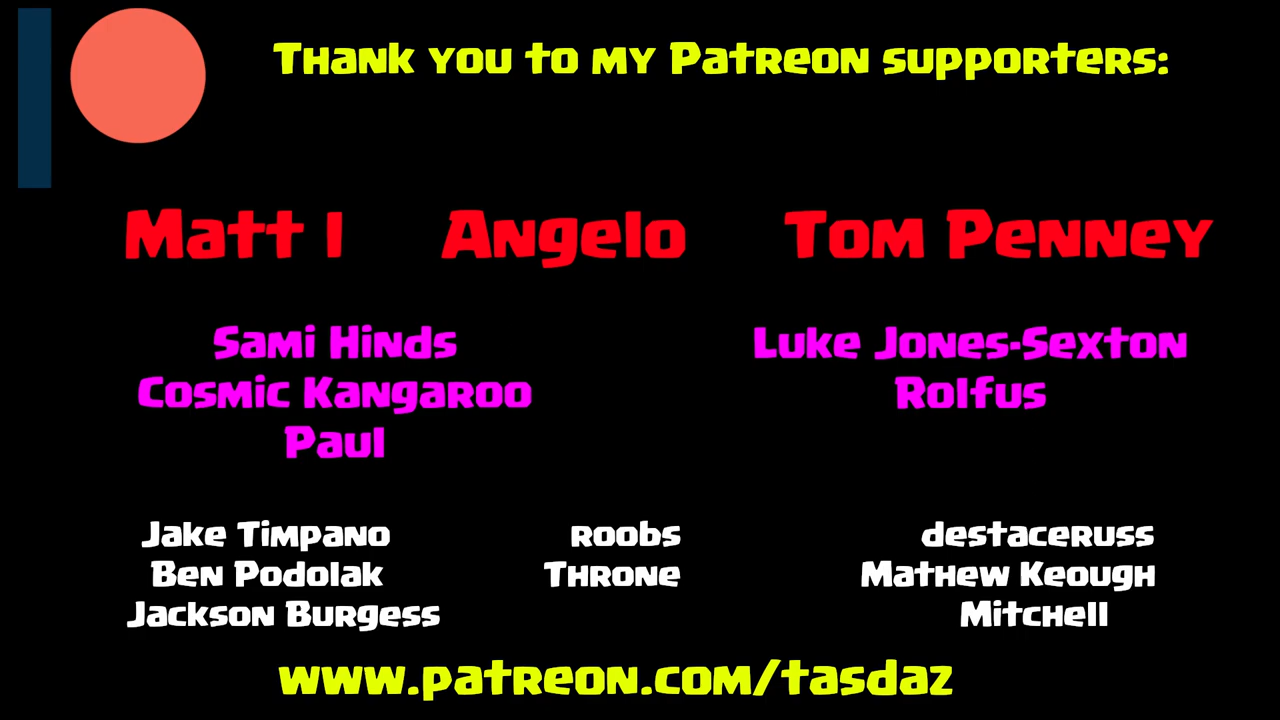 Thank you to my Patreon supporters:
Matt I Angelo Tom Penney
Sami Hinds Luke Jones-Sexton
Cosmic Kangaroo Rolfus
Paul
Jake Timpano roobs destaceruss
Ben Podolak Throne Mathew Keough
Jackson Burgess Mitchell
www.patreon.com/tasdaz